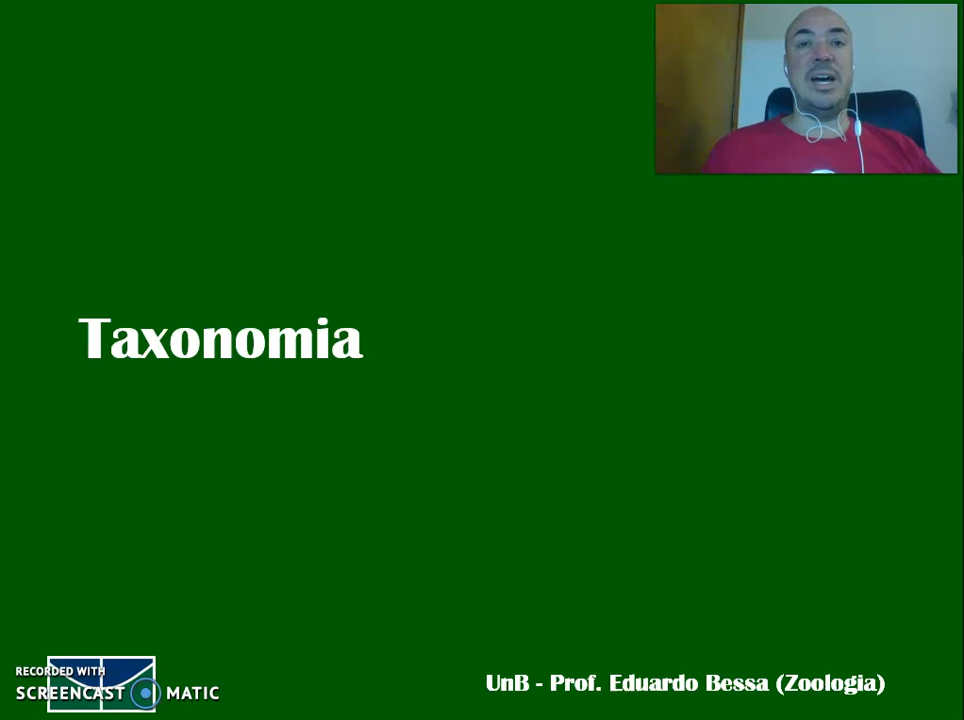 Taxonomia
RECORDED WITH
SCREENCAST MATIC
UnB - Prof. Eduardo Bessa (Zoologia)